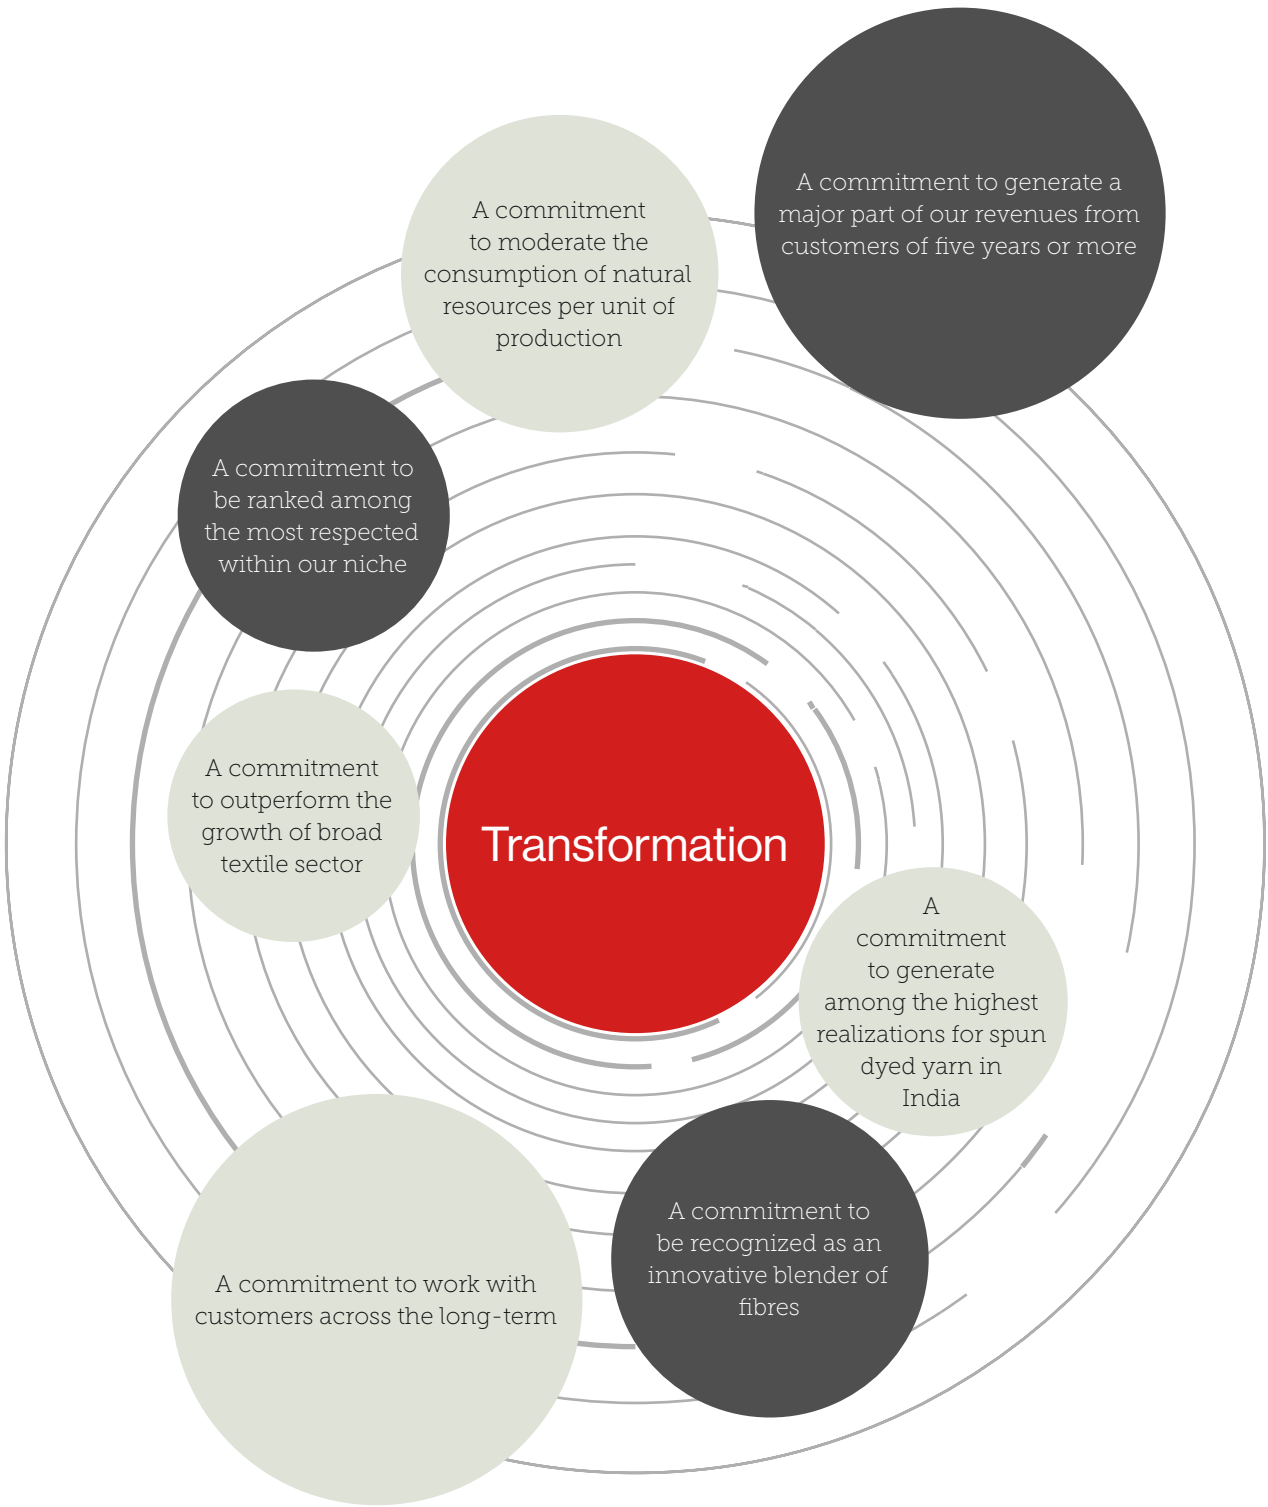 A commitment to generate a
major part of our revenues from
customers of five years or more
A commitment
to moderate the
consumption of natural
resources per unit of
production
A commitment to
be ranked among
the most respected
within our niche
A commitment
to outperform the
growth of broad
textile sector
Transformation
A
commitment
to generate
among the highest
realizations for spun
dyed yarn in
India
A commitment to
be recognized as an
innovative blender of
fibres
A commitment to work with
customers across the long-term